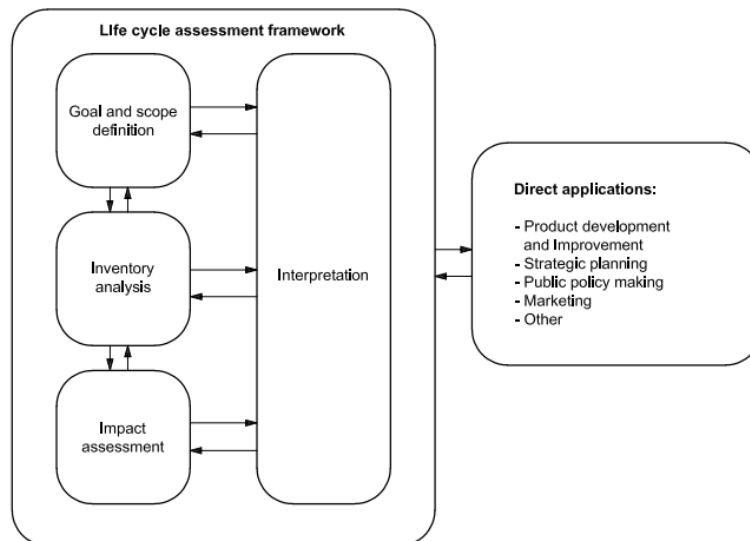 Life cycle assessment framework
Goal and scope
definition
Inventory
analysis
Impact
assessment
Interpretation
Direct applications:
- Product development
and Improvement
- Strategic planning
- Public policy making
- Marketing
- Other